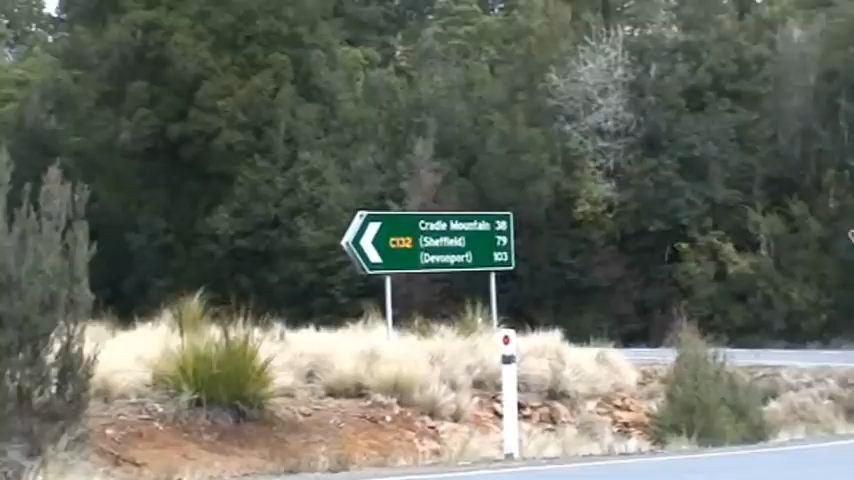 C132
Cradle Mountain 38
(Sheffield) 79
(Devonport) 103